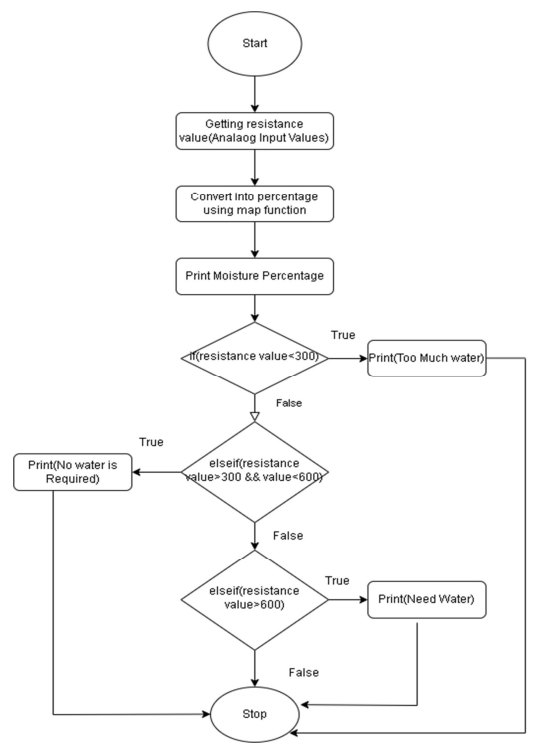 Start
Getting resistance
value(Analaog Input Values)
Convert into percentage
using map function
Print Moisture Percentage
True
if(resistance value<300)
Print(Too Much water)
False
True
elseif(resistance
value>300 && value<600)
Print(No water is
Required)
False
True
elseif(resistance
value>600)
Print(Need Water)
False
Stop